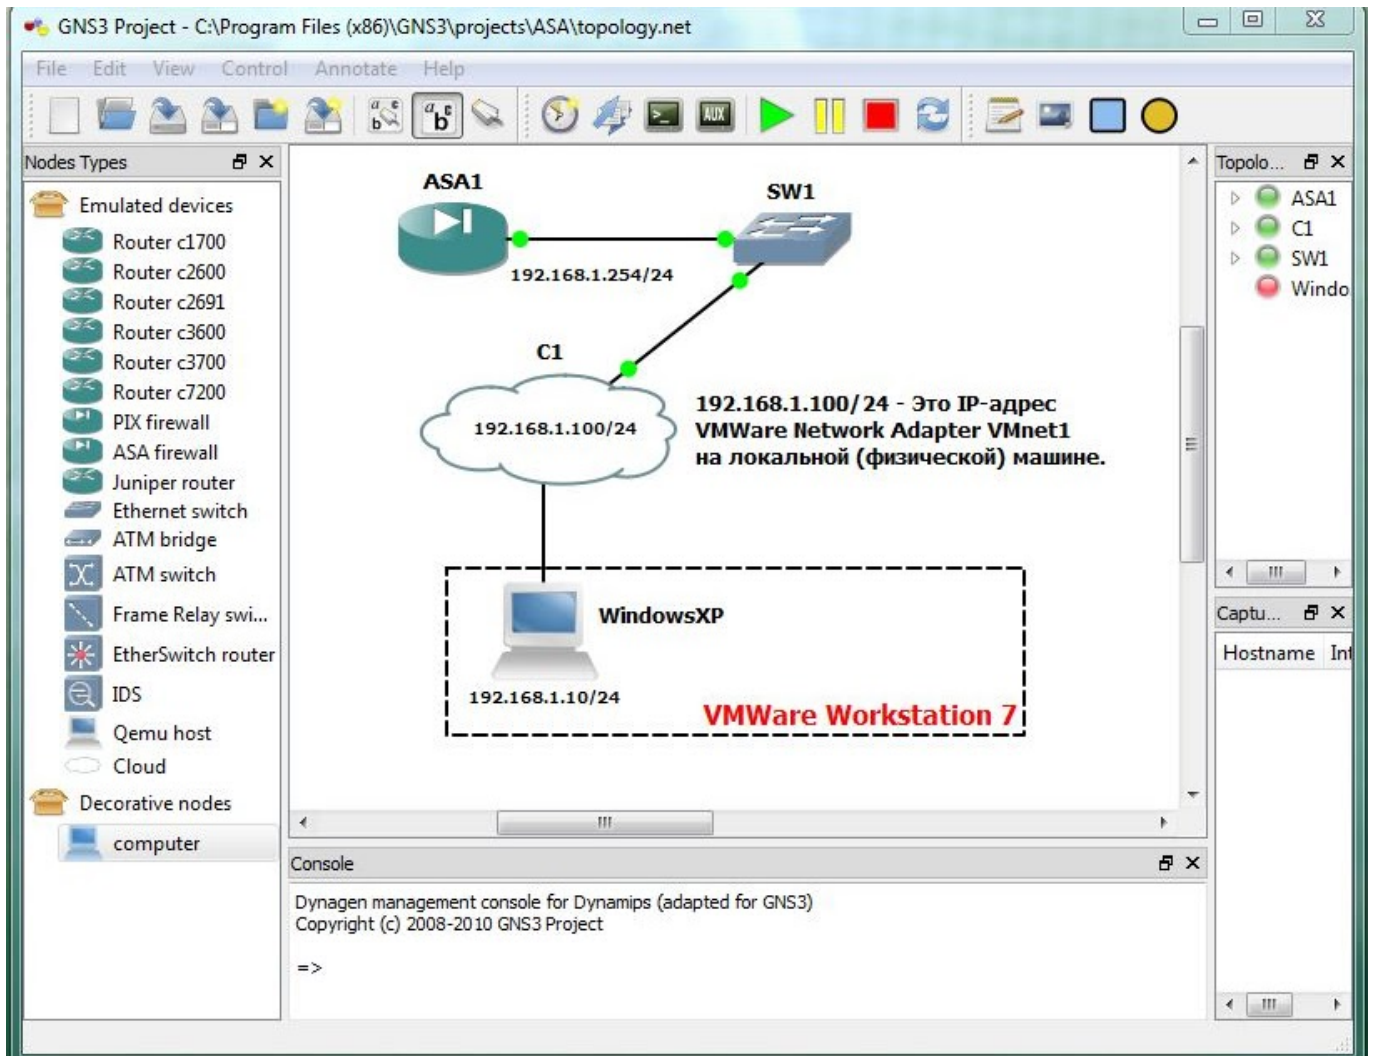 GNS3 Project - C:\Program Files (x86)\GNS3\projects\ASA\topology.net
File Edit View Control Annotate Help
AUX
Nodes Types
Emulated devices
Router c1700
Router c2600
Router c2691
Router c3600
Router c3700
Router c7200
PIX firewall
ASA firewall
Juniper router
Ethernet switch
ATM bridge
ATM switch
Frame Relay swi...
EtherSwitch router
IDS
Qemu host
Cloud
Decorative nodes
computer
ASA1
SW1
192.168.1.254/24
C1
192.168.1.100/24
192.168.1.100/24 - Это IP-адрес
VMWare Network Adapter VMnet1
на локальной (физической) машине.
WindowsXP
192.168.1.10/24
VMWare Workstation 7
Console
Dynagen management console for Dynamips (adapted for GNS3)
Copyright (c) 2008-2010 GNS3 Project
=>
Topolo...
ASA1
C1
SW1
Windo
Captu...
Hostname Int